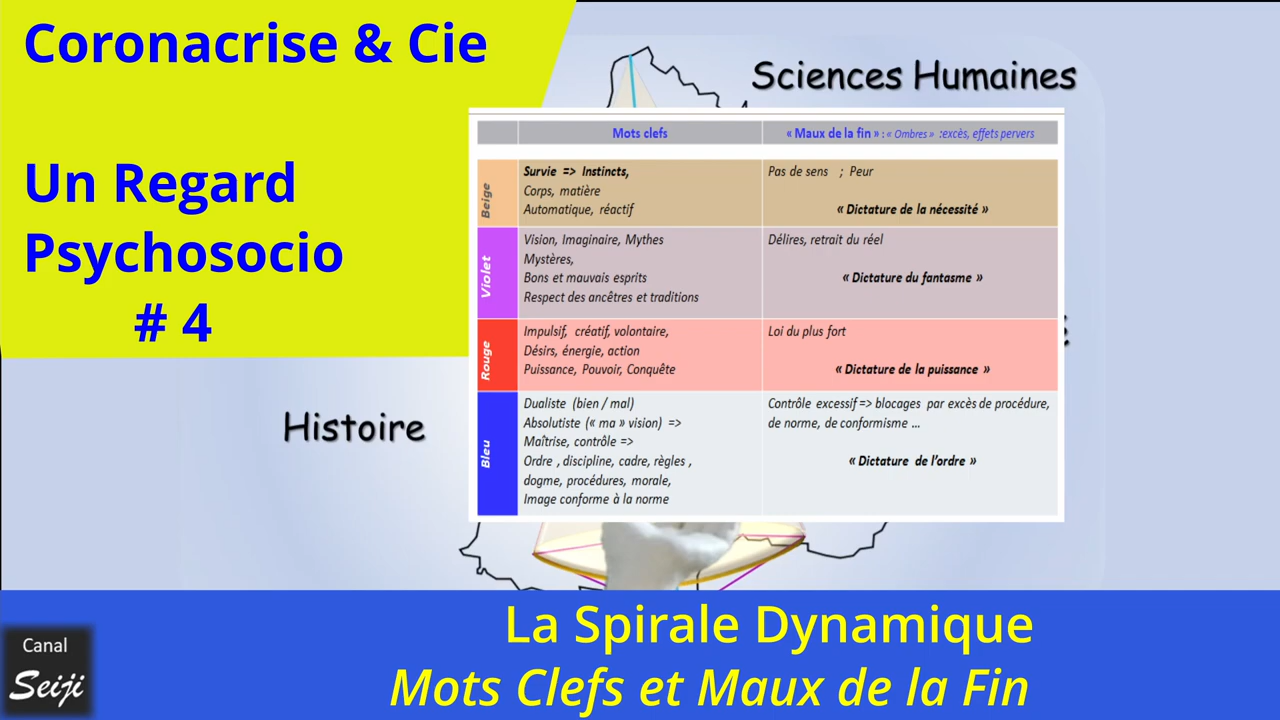 Coronacrise & Cie
Un Regard
Psychosocio
# 4
Sciences Humaines
Histoire
Mots clefs
« Maux de la fin » : « Ombres » :excès, effets pervers
Beige
Survie => Instincts,
Corps, matière
Automatique, réactif
Pas de sens ; Peur
« Dictature de la nécessité »
Violet
Vision, Imaginaire, Mythes
Mystères,
Bons et mauvais esprits
Respect des ancêtres et traditions
Délires, retrait du réel
« Dictature du fantasme »
Rouge
Impulsif, créatif, volontaire,
Désirs, énergie, action
Puissance, Pouvoir, Conquête
Loi du plus fort
« Dictature de la puissance »
Bleu
Dualiste (bien / mal)
Absolutiste (« ma » vision) =>
Maîtrise, contrôle =>
Ordre , discipline, cadre, règles ,
dogme, procédures, morale,
Image conforme à la norme
Contrôle excessif => blocages par excès de procédure,
de norme, de conformisme ...
« Dictature de l'ordre »
La Spirale Dynamique
Mots Clefs et Maux de la Fin
Canal
Seiji